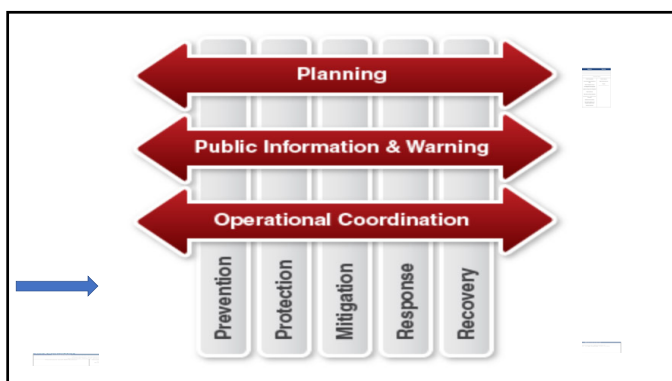 Planning
Public Information & Warning
Operational Coordination
Prevention
Protection
Mitigation
Response
Recovery